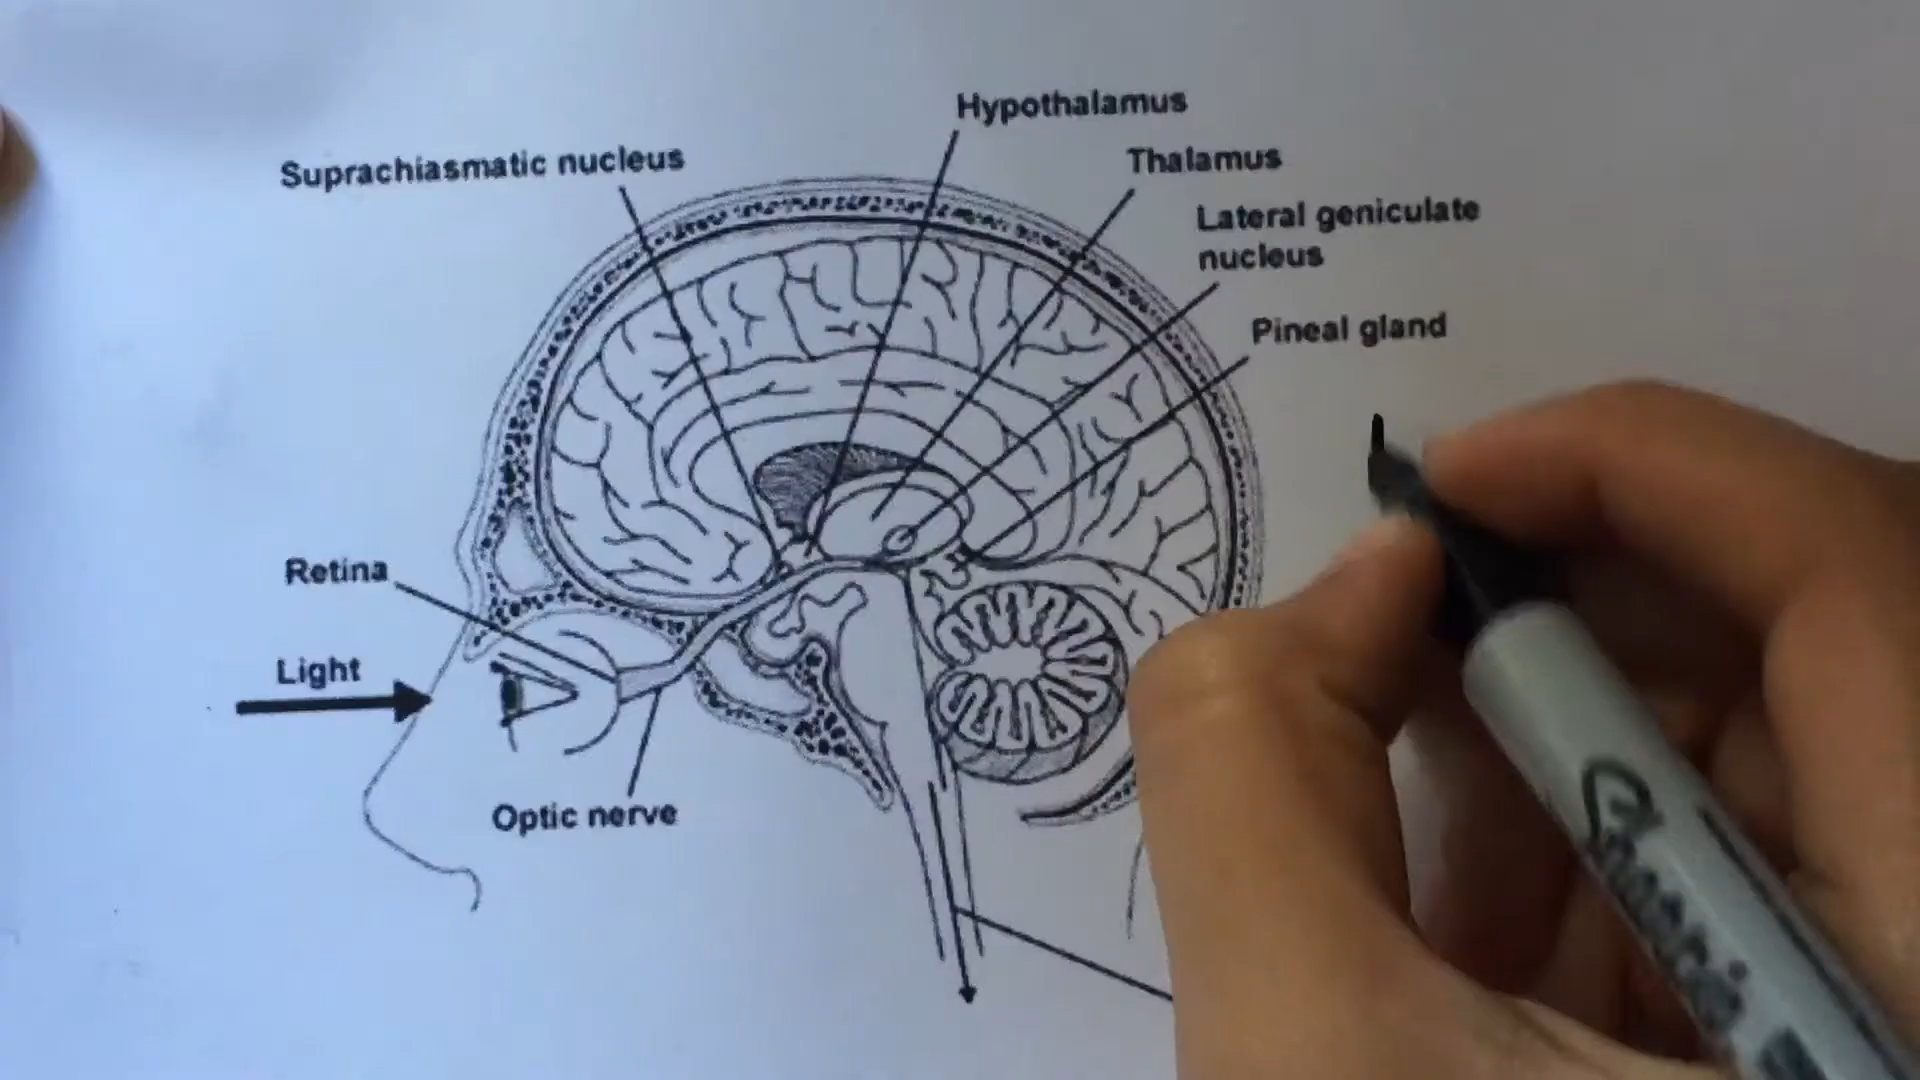 Hypothalamus
Suprachiasmatic nucleus
Thalamus
Lateral geniculate
nucleus
Pineal gland
Retina
Light
Optic nerve